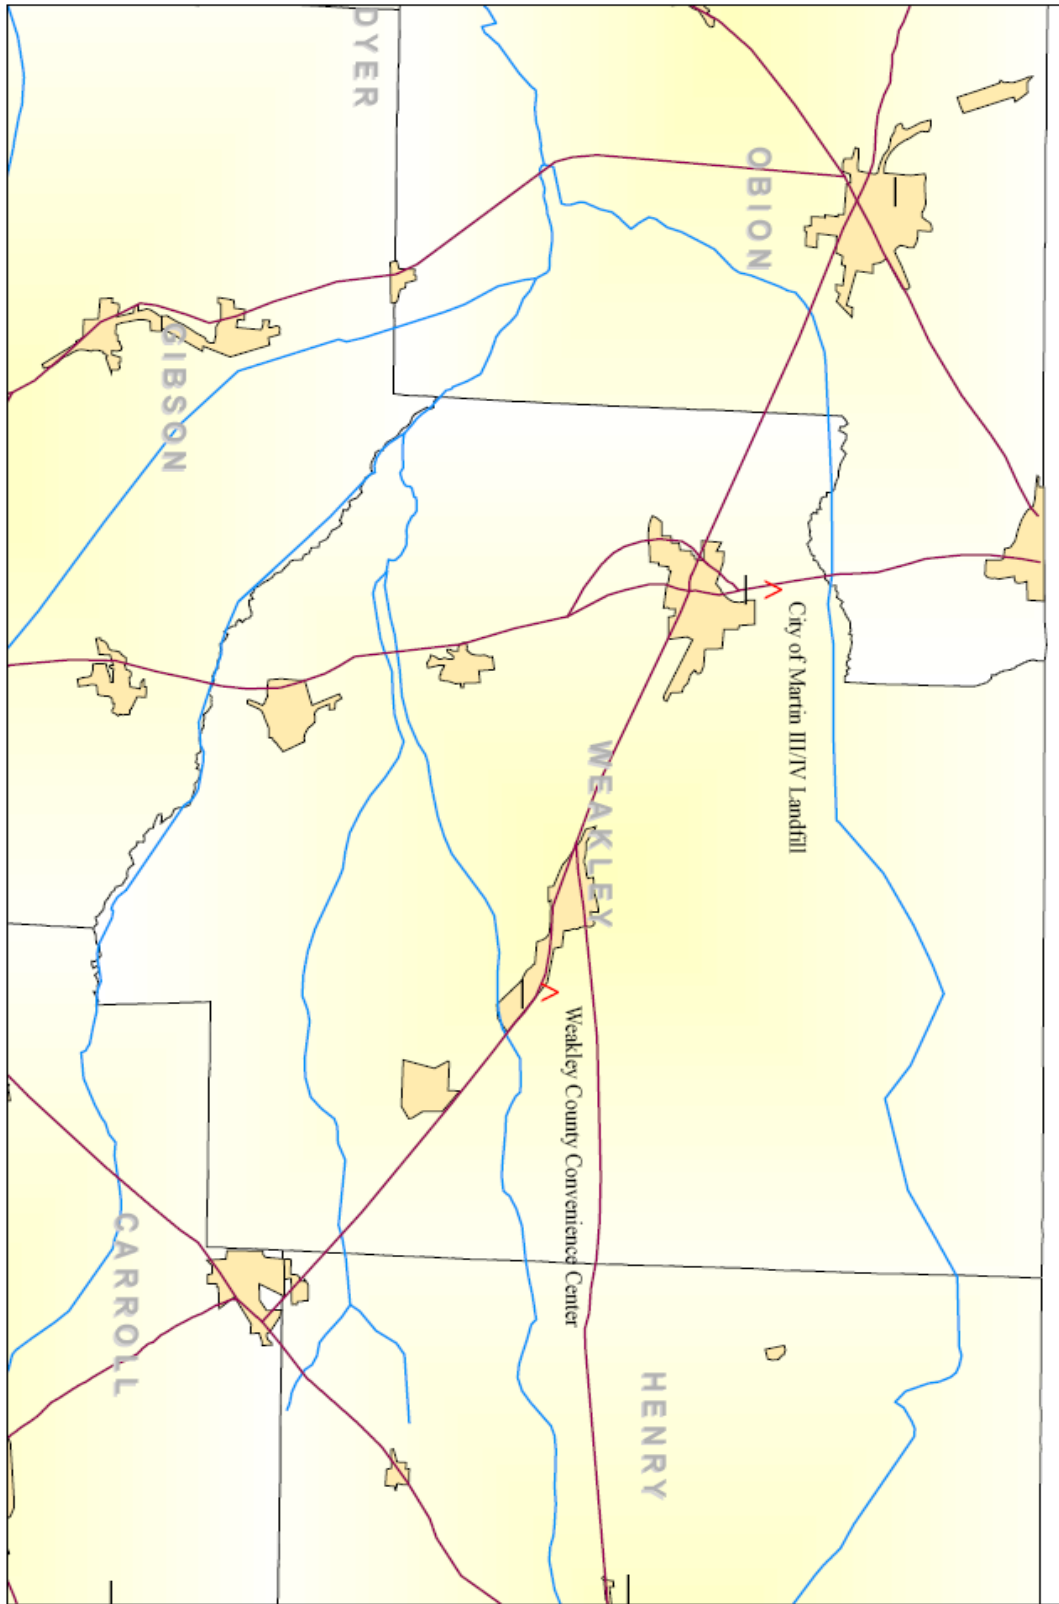 OBION
DYER
City of Martin III/IV Landfill
WEAKLEY
GIBSON
Weakley County Convenience Center
HENRY
CARROLL